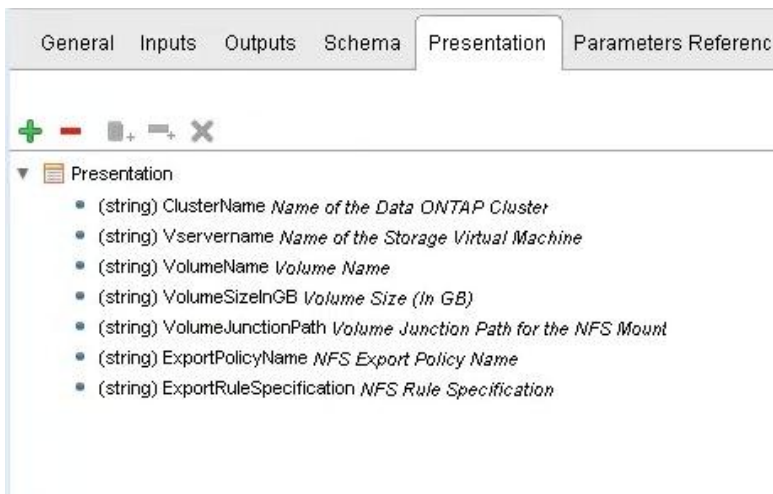 General Inputs Outputs Schema Presentation Parameters Referenc
Presentation
(string) ClusterName Name of the Data ONTAP Cluster
(string) Vservername Name of the Storage Virtual Machine
(string) VolumeName Volume Name
(string) VolumeSizeInGB Volume Size (In GB)
(string) VolumeJunctionPath Volume Junction Path for the NFS Mount
(string) ExportPolicyName NFS Export Policy Name
(string) ExportRuleSpecification NFS Rule Specification